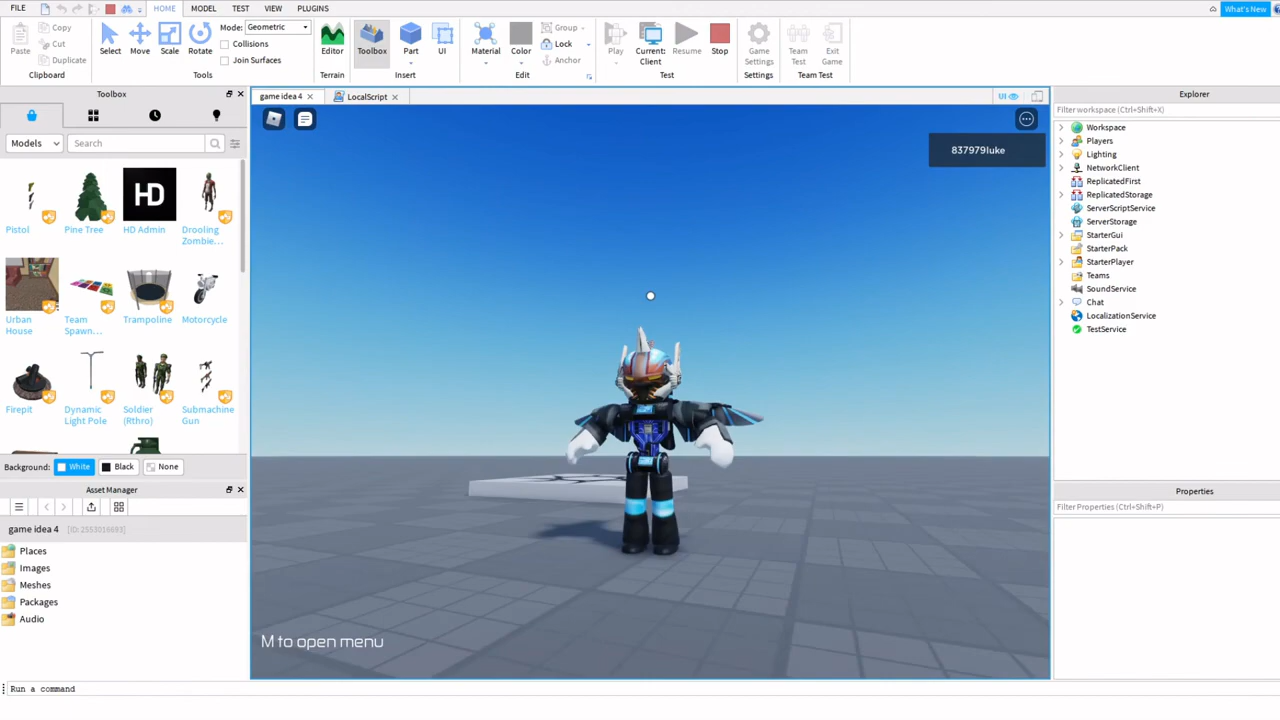 FILE HOME MODEL TEST VIEW PLUGINS What's New
Paste Copy Cut Duplicate Clipboard
Select Move Scale Rotate Mode: Geometric Collisions Join Surfaces Tools
Editor Terrain
Toolbox Part UI Insert
Material Color Group Lock Anchor Edit
Play Current: Client Resume Stop Test
Game Settings Settings
Team Test Exit Game Team Test
Toolbox
Models Search
Pistol Pine Tree HD Admin Drooling Zombie...
HD
Urban House Team Spawn... Trampoline Motorcycle
Firepit Dynamic Light Pole Soldier (Rthro) Submachine Gun
Background: White Black None
Asset Manager
game idea 4 [ID:2553016693]
Places
Images
Meshes
Packages
Audio
Run a command
game idea 4 LocalScript UI
837979luke
M to open menu
Explorer
Filter workspace (Ctrl+Shift+X)
Workspace
Players
Lighting
NetworkClient
ReplicatedFirst
ReplicatedStorage
ServerScriptService
ServerStorage
StarterGui
StarterPack
StarterPlayer
Teams
SoundService
Chat
LocalizationService
TestService
Properties
Filter Properties (Ctrl+Shift+P)